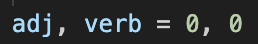 adj, verb = 0, 0